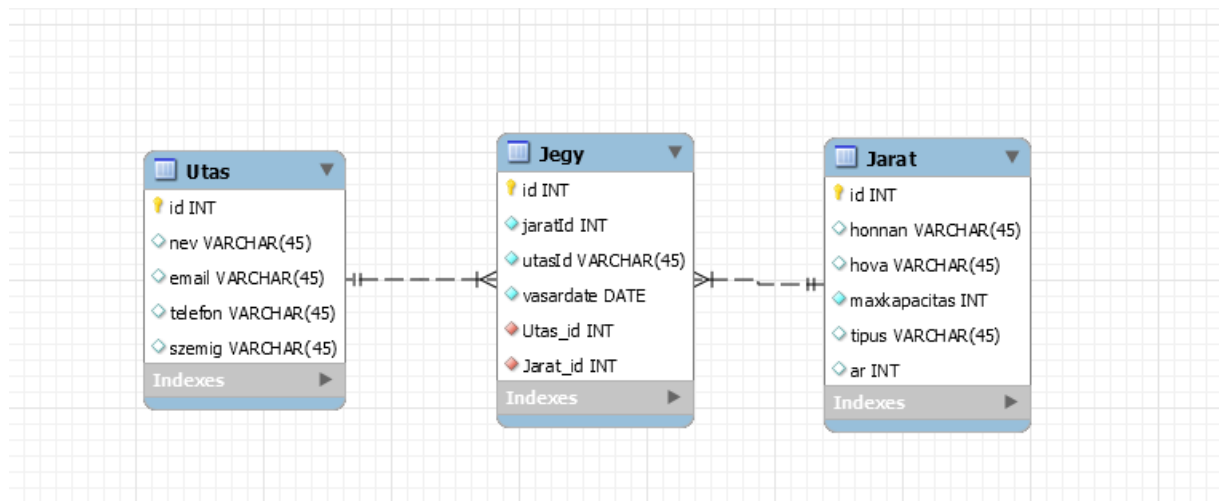 Utas
id INT
nev VARCHAR(45)
email VARCHAR(45)
telefon VARCHAR(45)
szemig VARCHAR(45)
Indexes
Jegy
id INT
jaratId INT
utasId VARCHAR(45)
vasardate DATE
Utas_id INT
Jarat_id INT
Indexes
Jarat
id INT
honnan VARCHAR(45)
hova VARCHAR(45)
maxkapacitas INT
tipus VARCHAR(45)
ar INT
Indexes